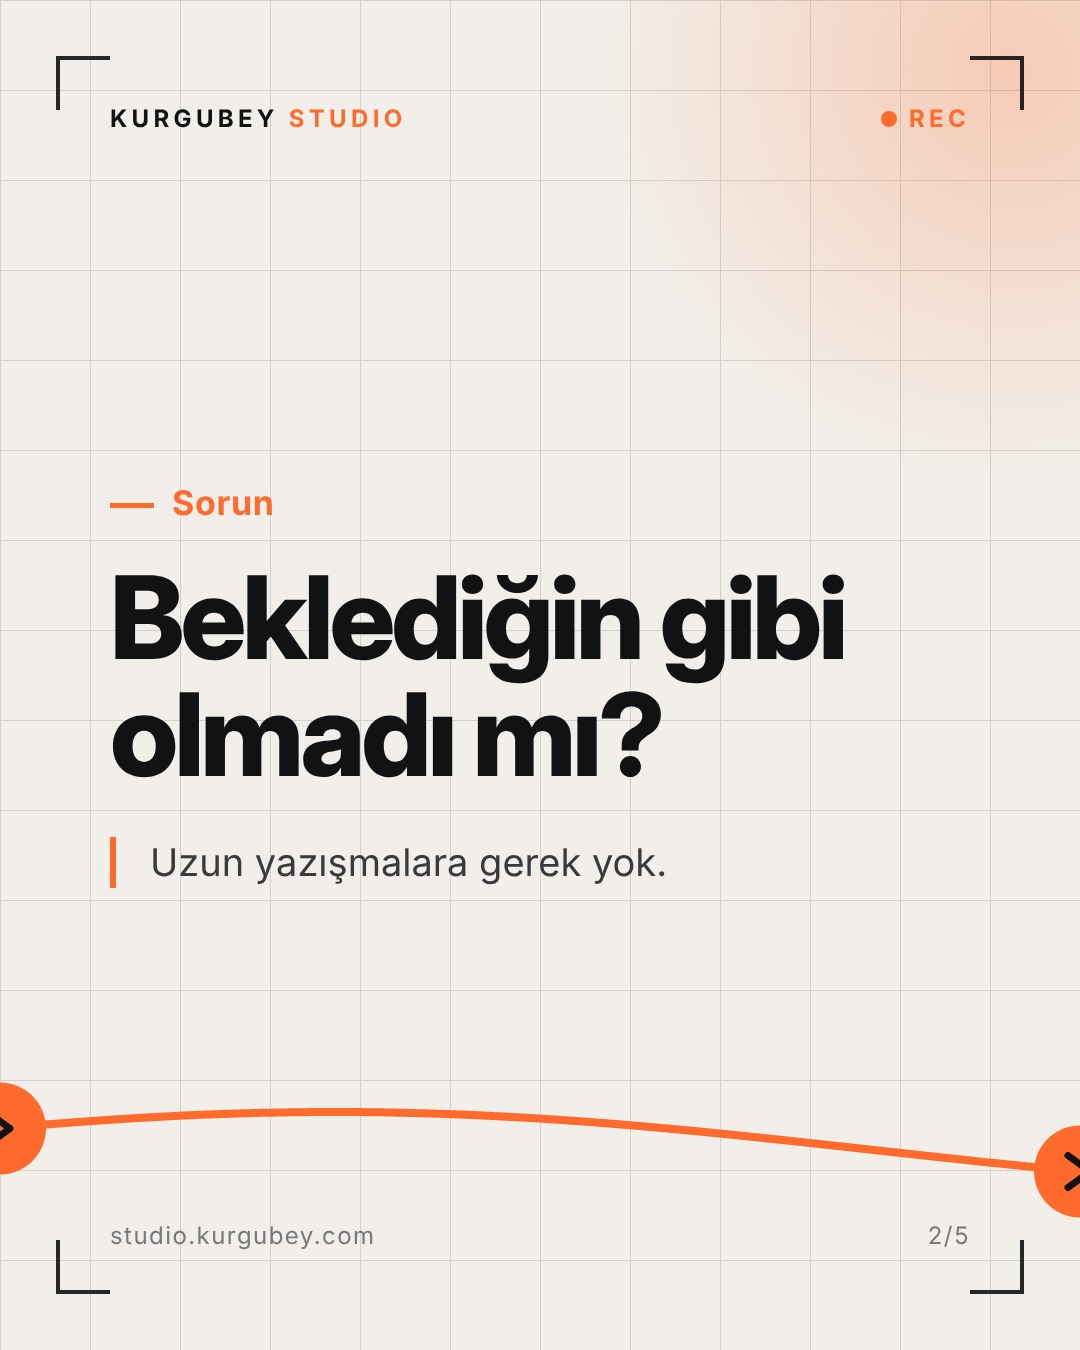 KURGUBEY STUDIO
REC
Sorun
Beklediğin gibi
olmadı mı?
Uzun yazışmalara gerek yok.
studio.kurgubey.com
2/5